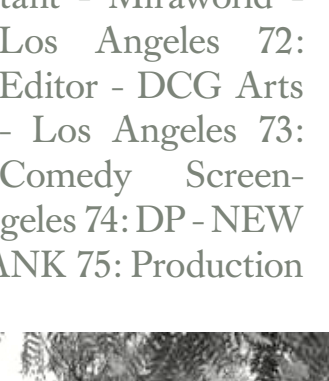 tant - Miraworld -
Los Angeles 72:
Editor - DCG Arts
- Los Angeles 73:
Comedy Screen-
geles 74: DP - NEW
ANK 75: Production